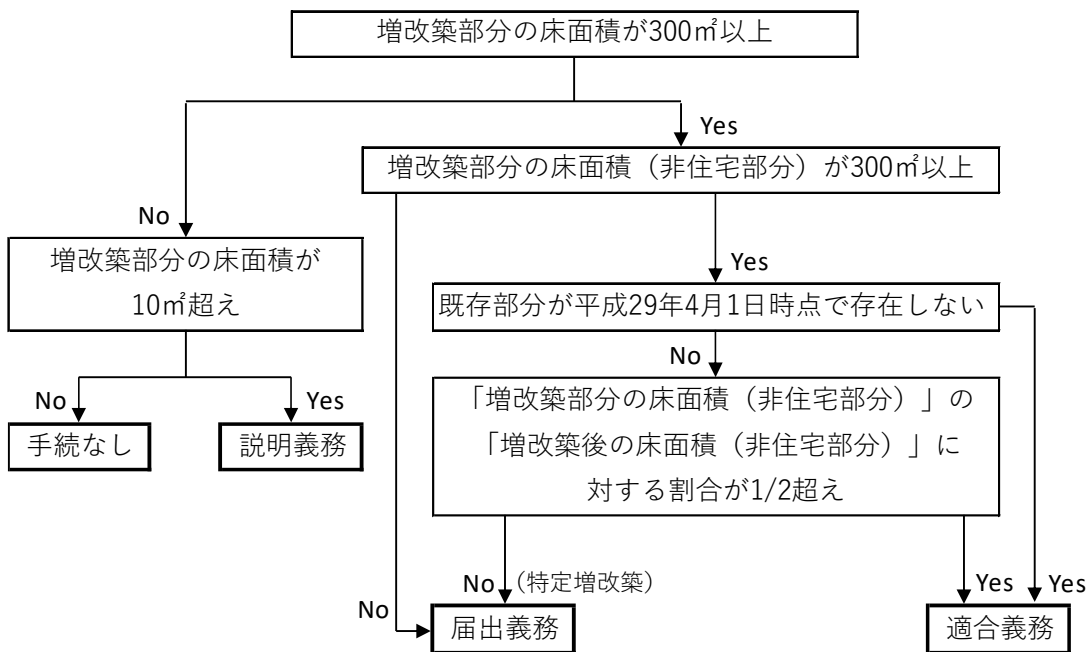 増改築部分の床面積が300㎡以上
Yes
増改築部分の床面積（非住宅部分）が300㎡以上
No
増改築部分の床面積が
10㎡超え
Yes
既存部分が平成29年4月1日時点で存在しない
No
No
Yes
「増改築部分の床面積（非住宅部分）」の
「増改築後の床面積（非住宅部分）」に
対する割合が1/2超え
手続なし
説明義務
No
No（特定増改築）
Yes
Yes
届出義務
適合義務